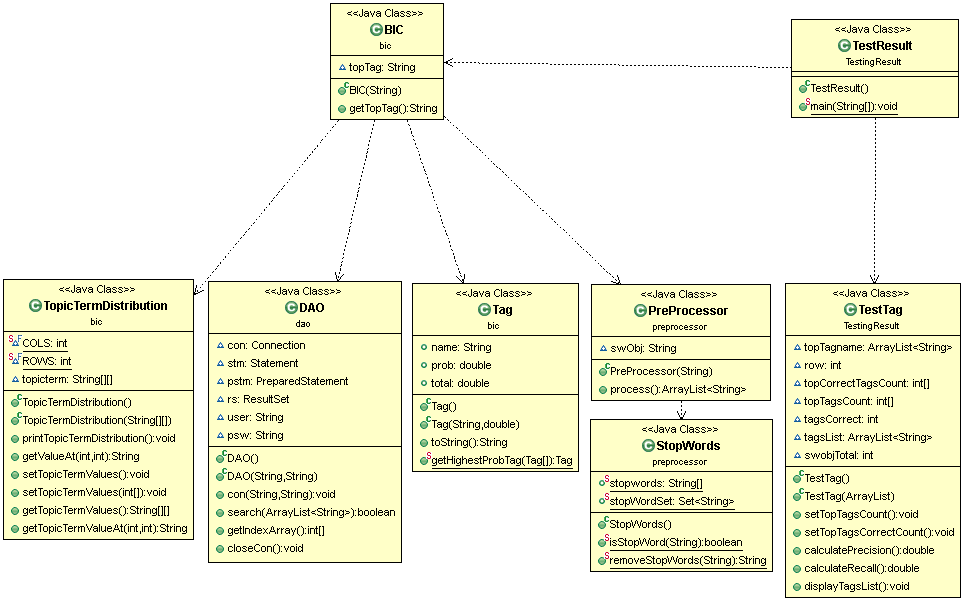 <<Java Class>>
BIC
bic
topTag: String
BIC(String)
getTopTag():String
<<Java Class>>
TestResult
TestingResult
TestResult()
main(String[]):void
<<Java Class>>
TopicTermDistribution
bic
COLS: int
ROWS: int
topicterm: String[][]
TopicTermDistribution()
TopicTermDistribution(String[][])
printTopicTermDistribution():void
getValueAt(int,int):String
setTopicTermValues():void
setTopicTermValues(int[]):void
getTopicTermValues():String[][]
getTopicTermValueAt(int,int):String
<<Java Class>>
DAO
dao
con: Connection
stm: Statement
pstm: PreparedStatement
rs: ResultSet
user: String
psw: String
DAO()
DAO(String,String)
con(String,String):void
search(ArrayList<String>):boolean
getIndexArray():int[]
closeCon():void
<<Java Class>>
Tag
bic
name: String
prob: double
total: double
Tag()
Tag(String,double)
toString():String
getHighestProbTag(Tag[]):Tag
<<Java Class>>
PreProcessor
preprocessor
swObj: String
PreProcessor(String)
process():ArrayList<String>
<<Java Class>>
StopWords
preprocessor
stopwords: String[]
stopWordSet: Set<String>
StopWords()
isStopWord(String):boolean
removeStopWords(String):String
<<Java Class>>
TestTag
TestingResult
topTagname: ArrayList<String>
row: int
topCorrectTagsCount: int[]
topTagsCount: int[]
tagsCorrect: int
tagsList: ArrayList<String>
swobjTotal: int
TestTag()
TestTag(ArrayList)
setTopTagsCount():void
setTopTagsCorrectCount():void
calculatePrecision():double
calculateRecall():double
displayTagsList():void